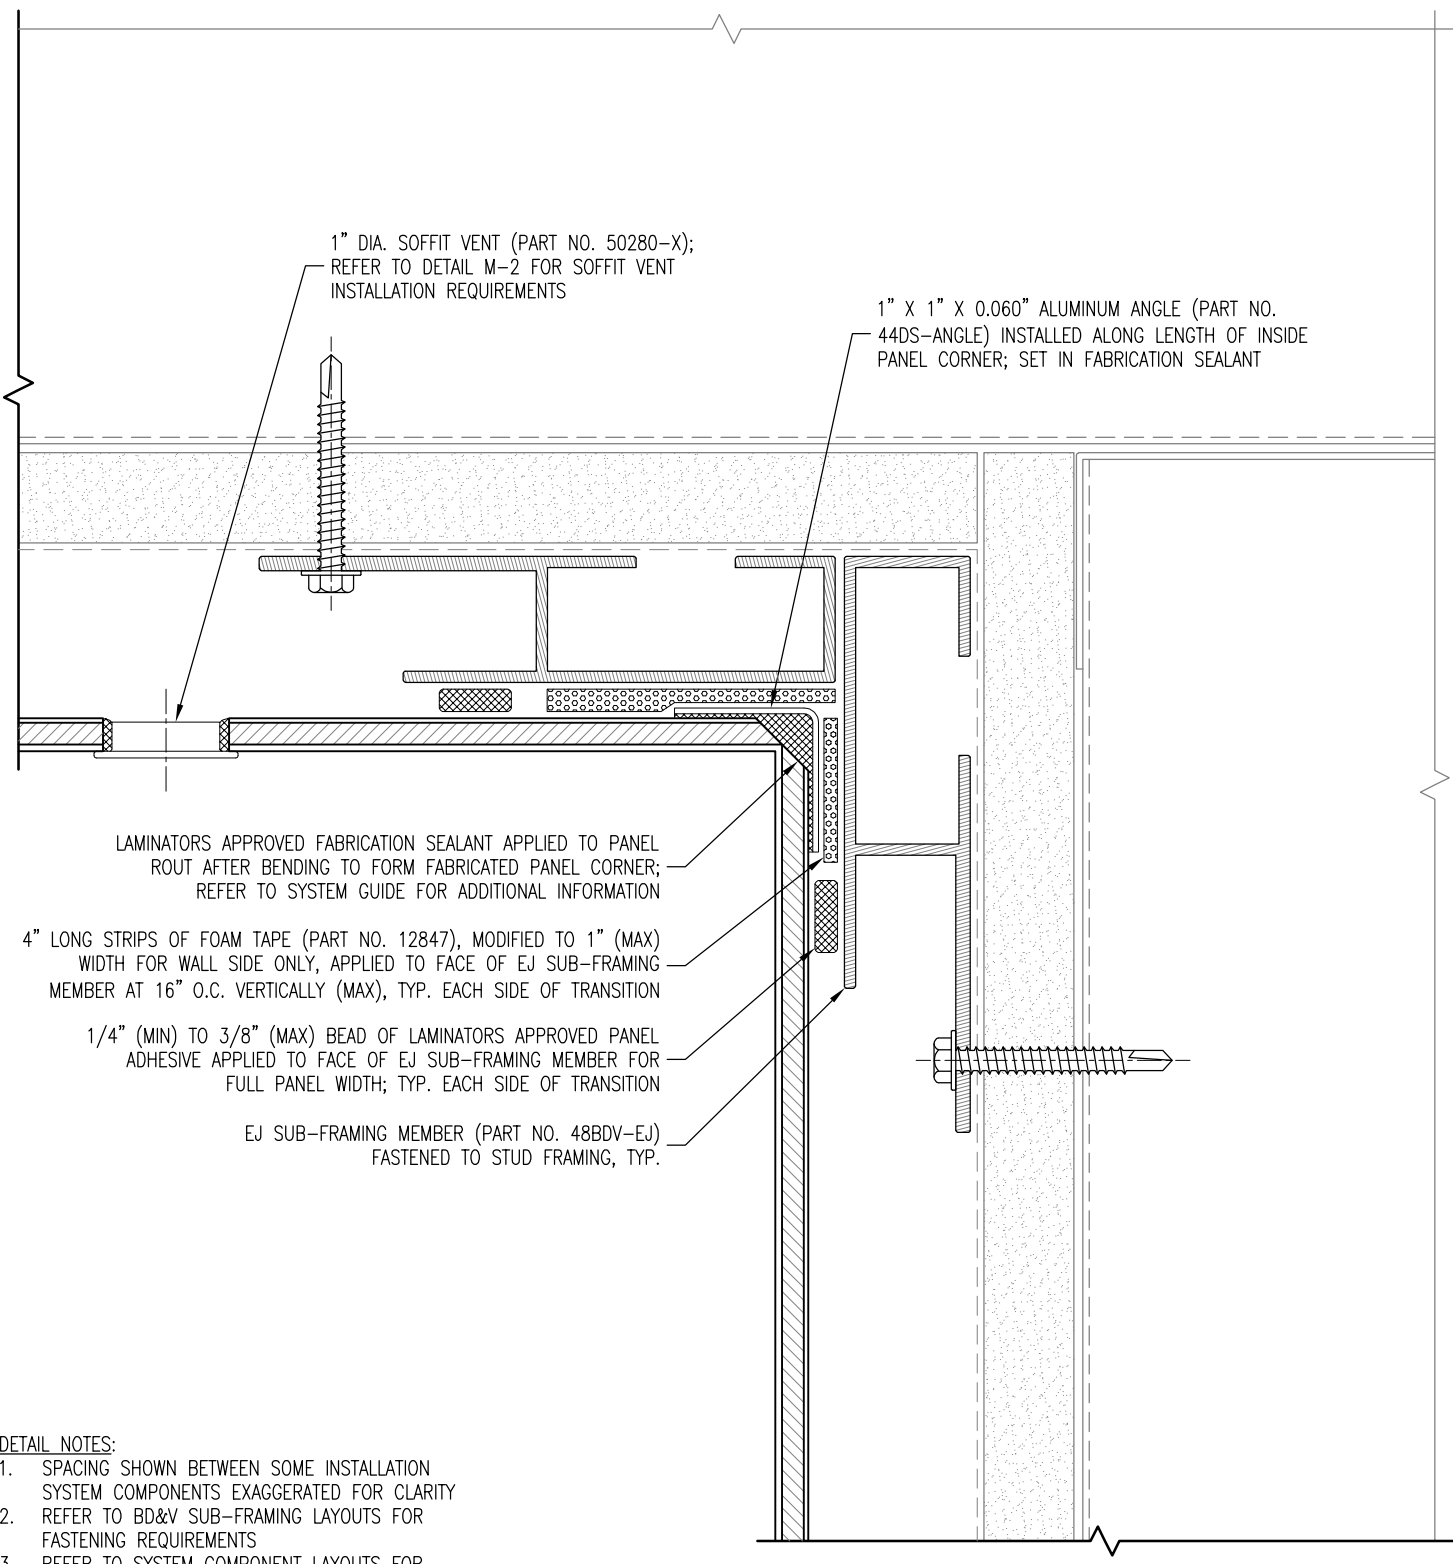 1" DIA. SOFFIT VENT (PART NO. 50280-X);
REFER TO DETAIL M-2 FOR SOFFIT VENT
INSTALLATION REQUIREMENTS
1" X 1" X 0.060" ALUMINUM ANGLE (PART NO.
44DS-ANGLE) INSTALLED ALONG LENGTH OF INSIDE
PANEL CORNER; SET IN FABRICATION SEALANT
LAMINATORS APPROVED FABRICATION SEALANT APPLIED TO PANEL
ROUT AFTER BENDING TO FORM FABRICATED PANEL CORNER;
REFER TO SYSTEM GUIDE FOR ADDITIONAL INFORMATION
4" LONG STRIPS OF FOAM TAPE (PART NO. 12847), MODIFIED TO 1" (MAX)
WIDTH FOR WALL SIDE ONLY, APPLIED TO FACE OF EJ SUB-FRAMING
MEMBER AT 16" O.C. VERTICALLY (MAX), TYP. EACH SIDE OF TRANSITION
1/4" (MIN) TO 3/8" (MAX) BEAD OF LAMINATORS APPROVED PANEL
ADHESIVE APPLIED TO FACE OF EJ SUB-FRAMING MEMBER FOR
FULL PANEL WIDTH; TYP. EACH SIDE OF TRANSITION
EJ SUB-FRAMING MEMBER (PART NO. 48BDV-EJ)
FASTENED TO STUD FRAMING, TYP.
DETAIL NOTES:
1. SPACING SHOWN BETWEEN SOME INSTALLATION
SYSTEM COMPONENTS EXAGGERATED FOR CLARITY
2. REFER TO BD&V SUB-FRAMING LAYOUTS FOR
FASTENING REQUIREMENTS
3. REFER TO SYSTEM COMPONENT LAYOUTS FOR